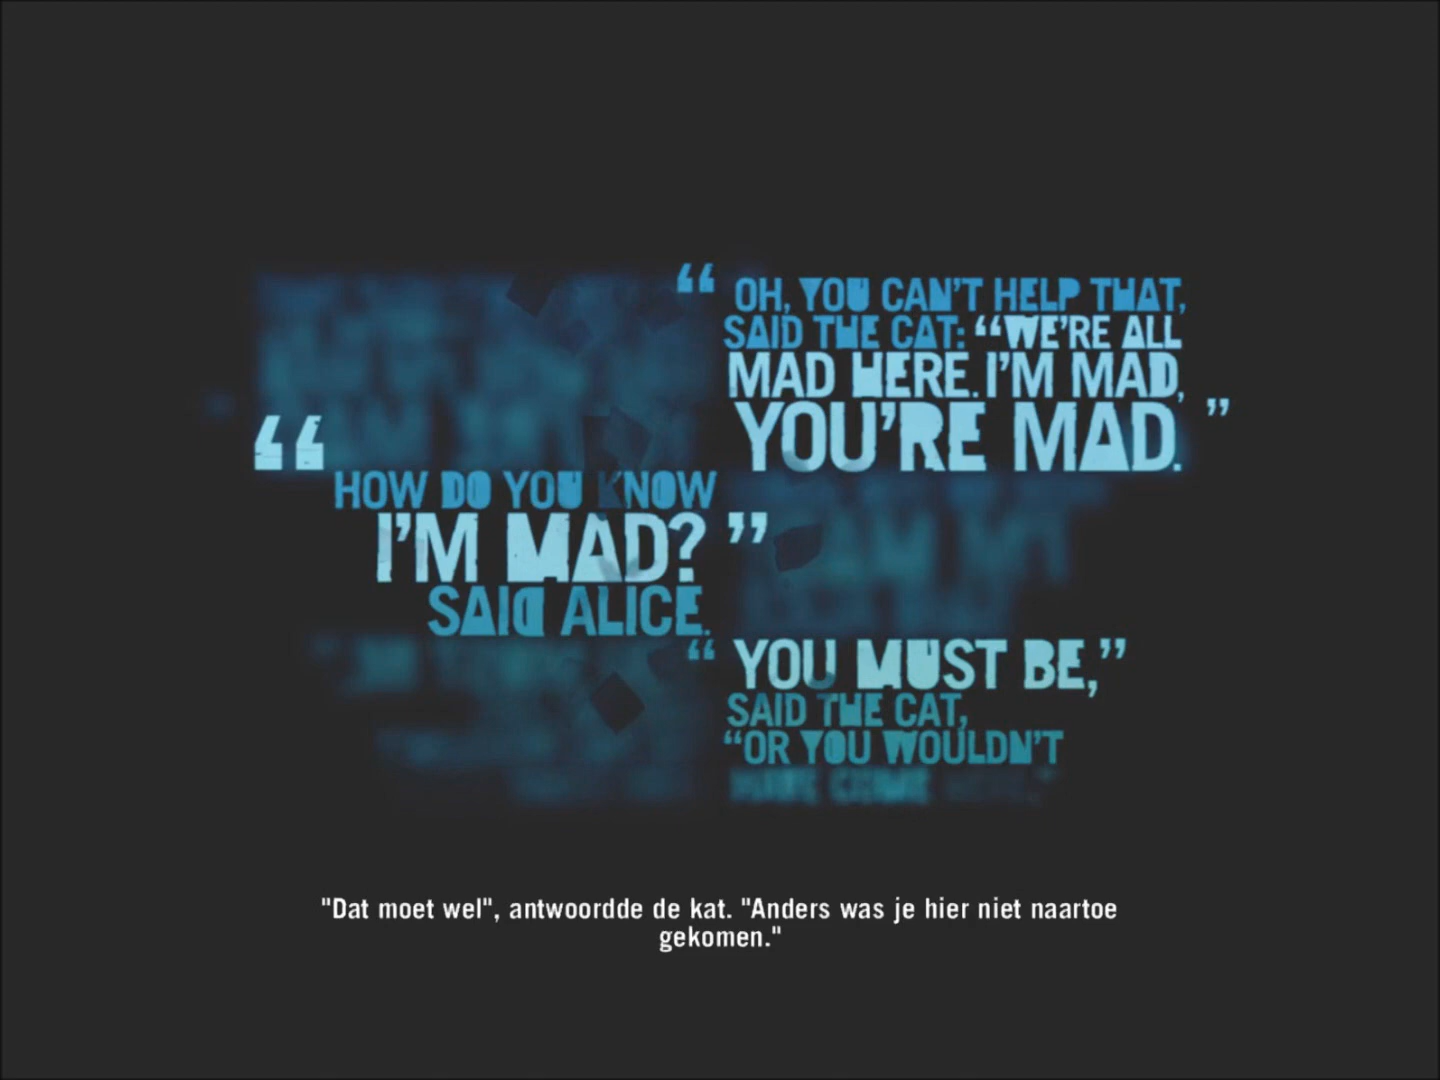 “ OH, YOU CAN’T HELP THAT,
SAID THE CAT: “WE’RE ALL
MAD HERE. I’M MAD,
YOU’RE MAD. ”
“ HOW DO YOU KNOW
I’M MAD? ”
SAID ALICE.
“ YOU MUST BE,”
SAID THE CAT,
“OR YOU WOULDN’T
"Dat moet wel", antwoordde de kat. "Anders was je hier niet naartoe
gekomen."